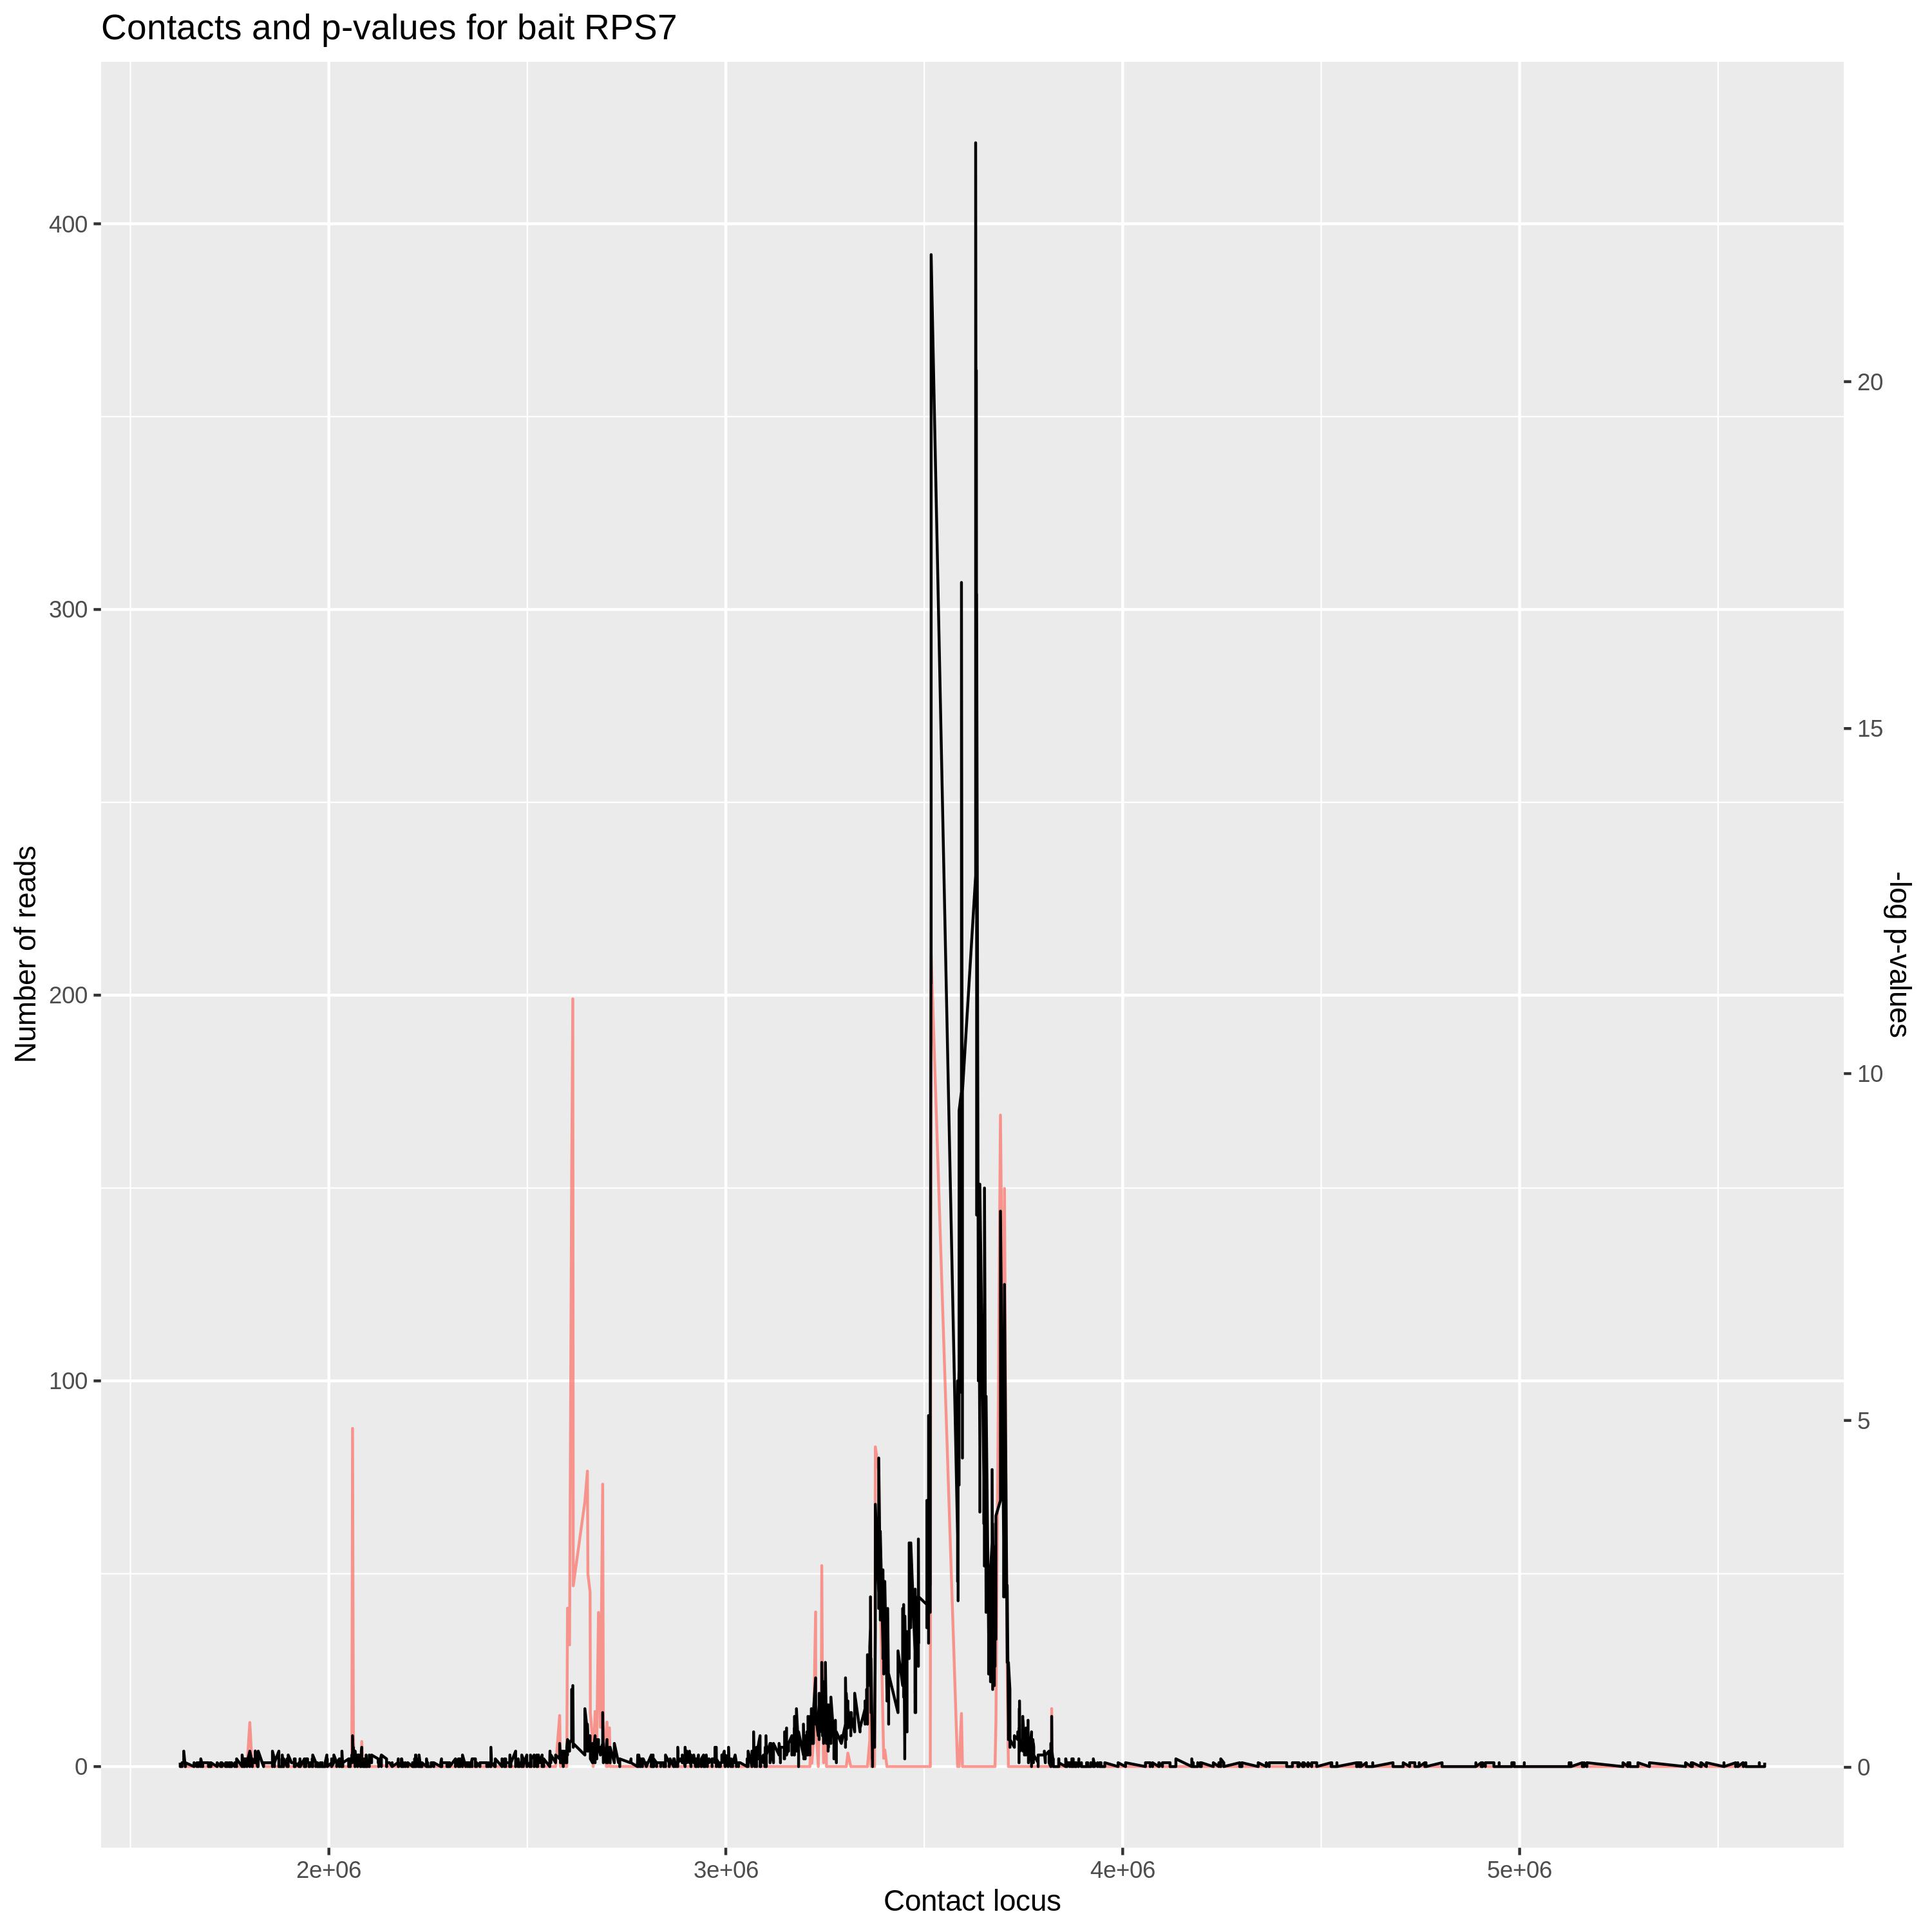 Contacts and p-values for bait RPS7
400
300
200
100
0
Number of reads
20
15
10
5
0
-log p-values
2e+06
3e+06
4e+06
5e+06
Contact locus